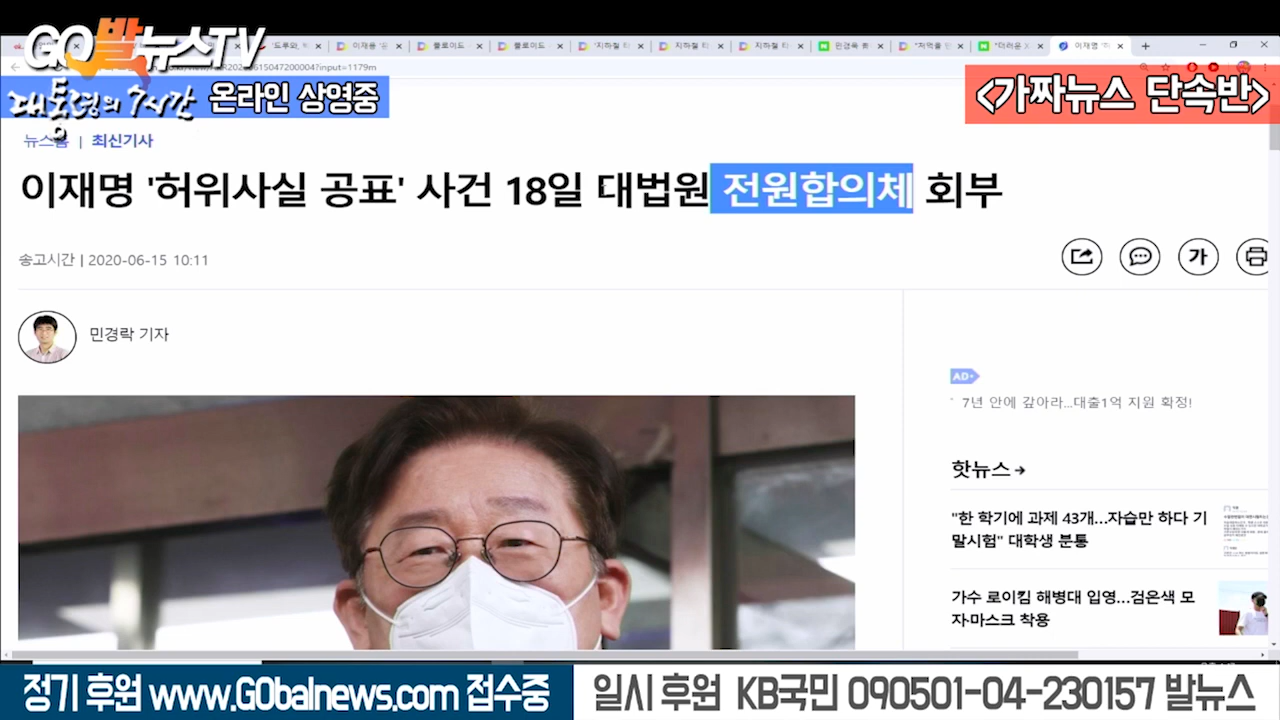 GO발뉴스TV
대통령의 7시간 온라인 상영중
<가짜뉴스 단속반>
뉴스홈 | 최신기사
이재명 '허위사실 공표' 사건 18일 대법원 전원합의체 회부
송고시간 | 2020-06-15 10:11
가
민경락 기자
AD
7년 안에 갚아라...대출1억 지원 확정!
핫뉴스
"한 학기에 과제 43개…자습만 하다 기
말시험" 대학생 분통
가수 로이킴 해병대 입영…검은색 모
자·마스크 착용
정기 후원 www.GObalnews.com 접수중
일시 후원 KB국민 090501-04-230157 발뉴스